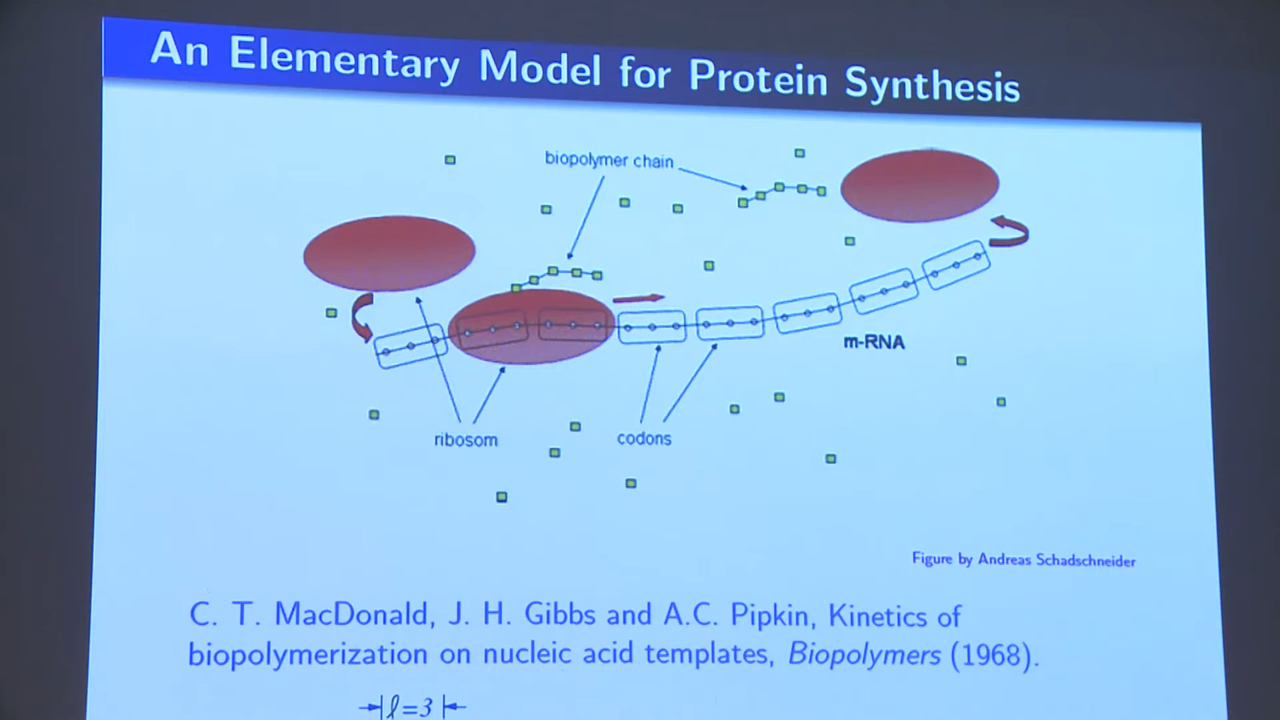 An Elementary Model for Protein Synthesis
biopolymer chain
m-RNA
ribosom
codons
Figure by Andreas Schadschneider
C. T. MacDonald, J. H. Gibbs and A.C. Pipkin, Kinetics of
biopolymerization on nucleic acid templates, Biopolymers (1968).
ℓ=3